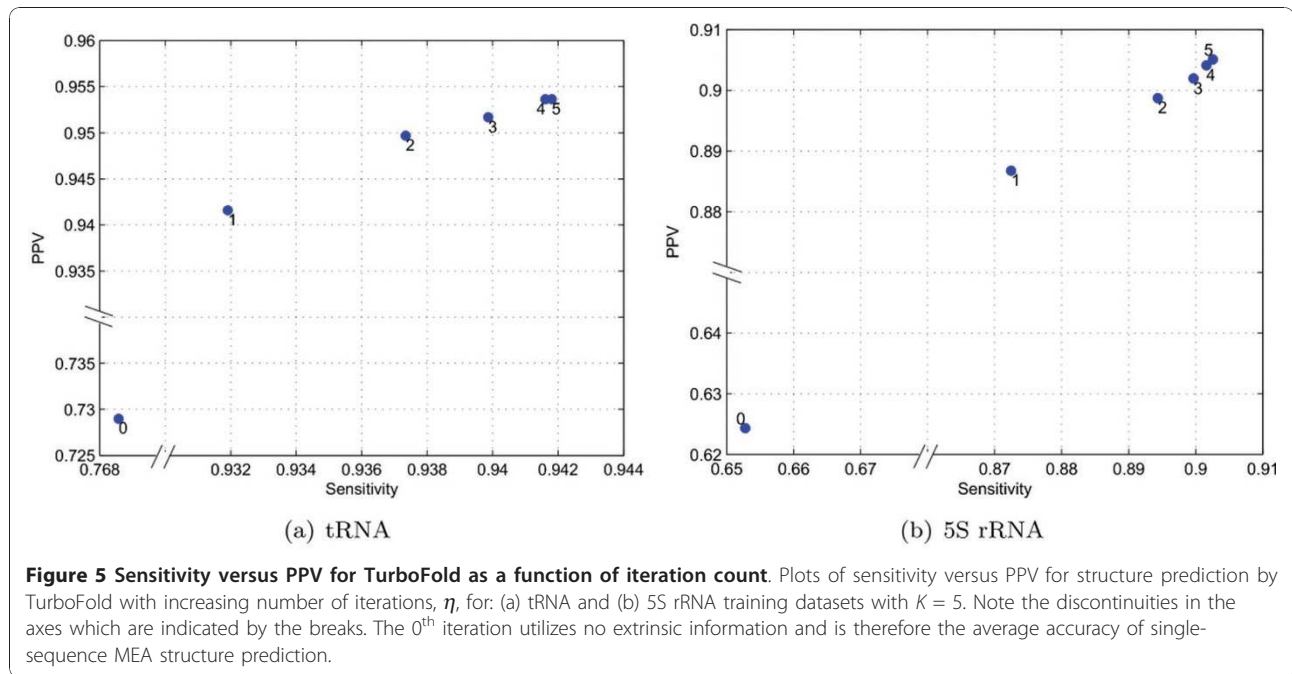 0.96
0.955
0.95
0.945
0.94
0.935
0.735
0.73
0.725
PPV
0
1
2
3
4 5
0.768 0.932 0.934 0.936 0.938 0.94 0.942 0.944
Sensitivity
(a) tRNA
0.91
0.9
0.89
0.88
0.64
0.63
0.62
PPV
0
1
2
3
4
5
0.65 0.66 0.67 0.87 0.88 0.89 0.9 0.91
Sensitivity
(b) 5S rRNA
Figure 5 Sensitivity versus PPV for TurboFold as a function of iteration count. Plots of sensitivity versus PPV for structure prediction by
TurboFold with increasing number of iterations, η, for: (a) tRNA and (b) 5S rRNA training datasets with K = 5. Note the discontinuities in the
axes which are indicated by the breaks. The 0th iteration utilizes no extrinsic information and is therefore the average accuracy of single-
sequence MEA structure prediction.